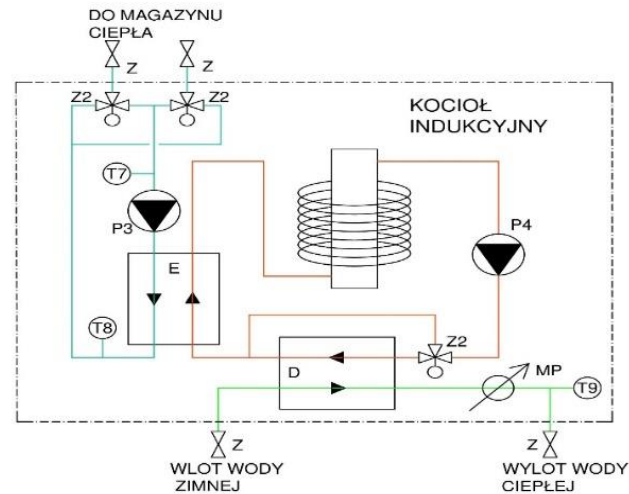 DO MAGAZYNU
CIEPŁA
Z
Z
Z2
Z2
KOCIOŁ
INDUKCYJNY
T7
P3
P4
E
T8
Z2
D
MP
T9
Z
Z
WLOT WODY
ZIMNEJ
WYLOT WODY
CIEPŁEJ